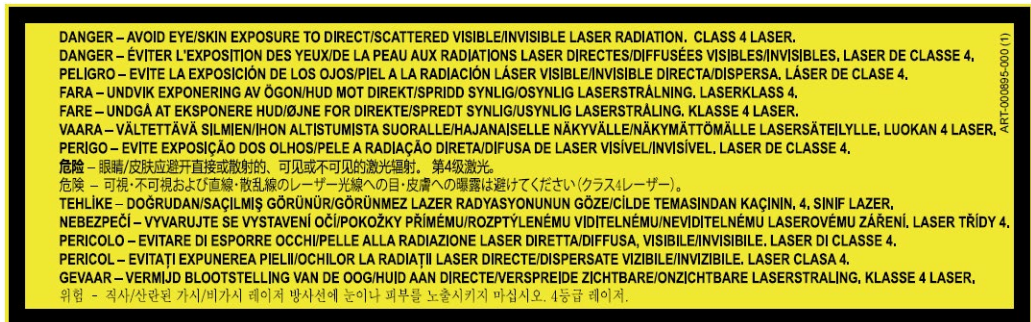 DANGER – AVOID EYE/SKIN EXPOSURE TO DIRECT/SCATTERED VISIBLE/INVISIBLE LASER RADIATION. CLASS 4 LASER.
DANGER – ÉVITER L'EXPOSITION DES YEUX/DE LA PEAU AUX RADIATIONS LASER DIRECTES/DIFFUSÉES VISIBLES/INVISIBLES. LASER DE CLASSE 4.
PELIGRO – EVITE LA EXPOSICIÓN DE LOS OJOS/PIEL A LA RADIACIÓN LÁSER VISIBLE/INVISIBLE DIRECTA/DISPERSA. LÁSER DE CLASE 4.
FARA – UNDVIK EXPONERING AV ÖGON/HUD MOT DIREKT/SPRIDD SYNLIG/OSYNLIG LASERSTRÅLNING. LASERKLASS 4.
FARE – UNDGÅ AT EKSPONERE HUD/ØJNE FOR DIREKTE/SPREDT SYNLIG/USYNLIG LASERSTRÅLING. KLASSE 4 LASER.
VAARA – VÄLTETTÄVÄ SILMIEN/IHON ALTISTUMISTA SUORALLE/HAJANAISELLE NÄKYVÄLLE/NÄKYMÄTTÖMÄLLE LASERSÄTEILYLLE. LUOKAN 4 LASER.
PERIGO – EVITE EXPOSIÇÃO DOS OLHOS/PELE A RADIAÇÃO DIRETA/DIFUSA DE LASER VISÍVEL/INVISÍVEL. LASER DE CLASSE 4.
危险 – 眼睛/皮肤应避开直接或散射的、可见或不可见的激光辐射。 第4级激光。
危険 – 可視・不可視および直線・散乱線のレーザー光線への目・皮膚への曝露は避けてください(クラス4レーザー)。
TEHLİKE – DOĞRUDAN/SAÇILMIŞ GÖRÜNÜR/GÖRÜNMEZ LAZER RADYASYONUNUN GÖZE/CİLDE TEMASINDAN KAÇININ. 4. SINIF LAZER.
NEBEZPEČÍ – VYVARUJTE SE VYSTAVENÍ OČÍ/POKOŽKY PŘÍMÉMU/ROZPTÝLENÉMU VIDITELNÉMU/NEVIDITELNÉMU LASEROVÉMU ZÁŘENÍ. LASER TŘÍDY 4.
PERICOLO – EVITARE DI ESPORRE OCCHI/PELLE ALLA RADIAZIONE LASER DIRETTA/DIFFUSA, VISIBILE/INVISIBILE. LASER DI CLASSE 4.
PERICOL – EVITAȚI EXPUNEREA PIELII/OCHILOR LA RADIAȚII LASER DIRECTE/DISPERSATE VIZIBILE/INVIZIBILE. LASER CLASA 4.
GEVAAR – VERMIJD BLOOTSTELLING VAN DE OOG/HUID AAN DIRECTE/VERSPREIDE ZICHTBARE/ONZICHTBARE LASERSTRALING. KLASSE 4 LASER.
위험 - 직사/산란된 가시/비가시 레이저 방사선에 눈이나 피부를 노출시키지 마십시오. 4등급 레이저.
ART-000895-000 (1)